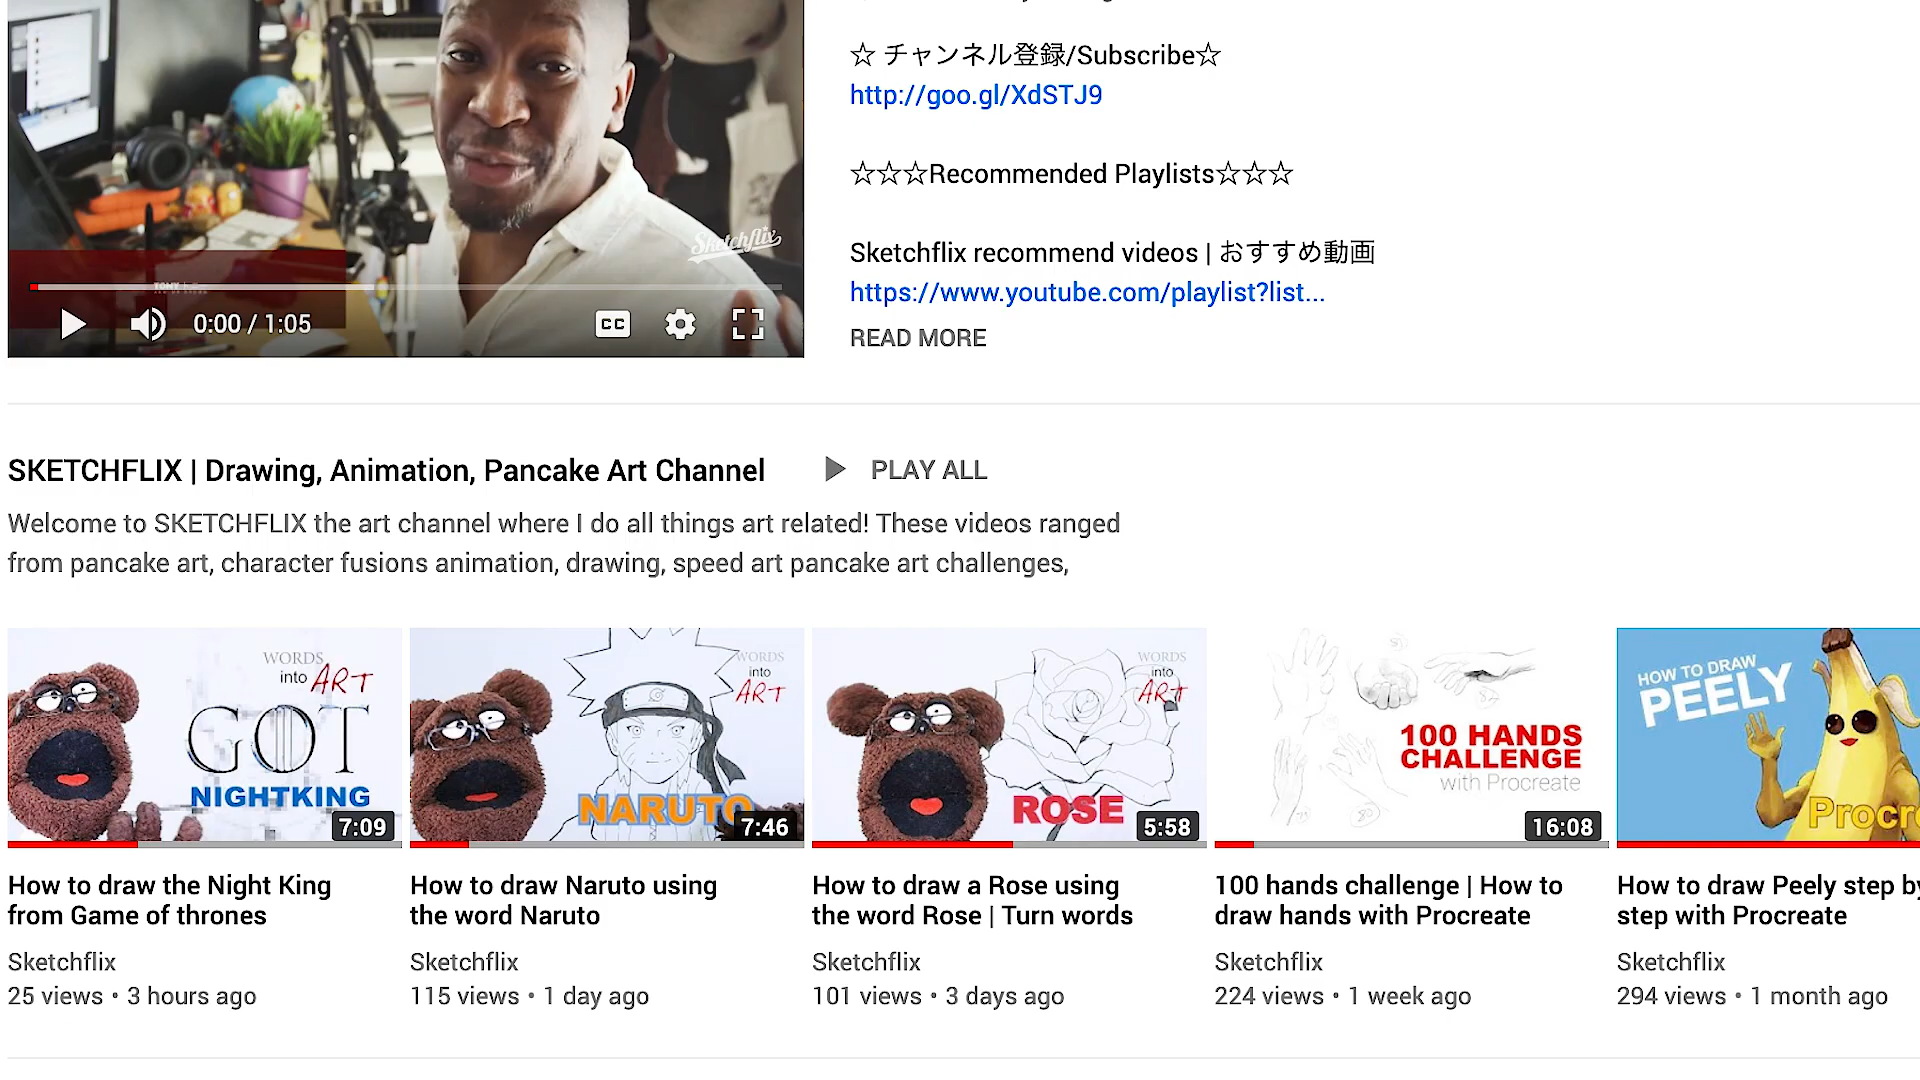 ☆ チャンネル登録/Subscribe☆
http://goo.gl/XdSTJ9
☆☆☆Recommended Playlists☆☆☆
Sketchflix recommend videos | おすすめ動画
https://www.youtube.com/playlist?list...
READ MORE
Sketchflix
0:00 / 1:05
CC
SKETCHFLIX | Drawing, Animation, Pancake Art Channel
PLAY ALL
Welcome to SKETCHFLIX the art channel where I do all things art related! These videos ranged
from pancake art, character fusions animation, drawing, speed art pancake art challenges,
WORDS
into ART
GOT
NIGHTKING
7:09
How to draw the Night King
from Game of thrones
Sketchflix
25 views • 3 hours ago
WORDS
into
ART
NARUTO
7:46
How to draw Naruto using
the word Naruto
Sketchflix
115 views • 1 day ago
WORDS
into
ART
ROSE
5:58
How to draw a Rose using
the word Rose | Turn words
Sketchflix
101 views • 3 days ago
100 HANDS
CHALLENGE
with Procreate
16:08
100 hands challenge | How to
draw hands with Procreate
Sketchflix
224 views • 1 week ago
HOW TO DRAW
PEELY
Procr
How to draw Peely step by
step with Procreate
Sketchflix
294 views • 1 month ago